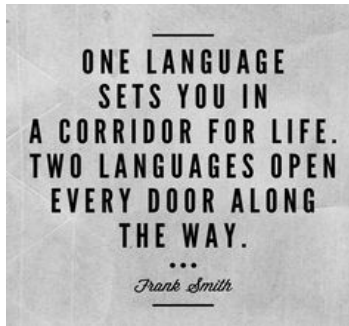 ONE LANGUAGE
SETS YOU IN
A CORRIDOR FOR LIFE.
TWO LANGUAGES OPEN
EVERY DOOR ALONG
THE WAY.
•••
Frank Smith